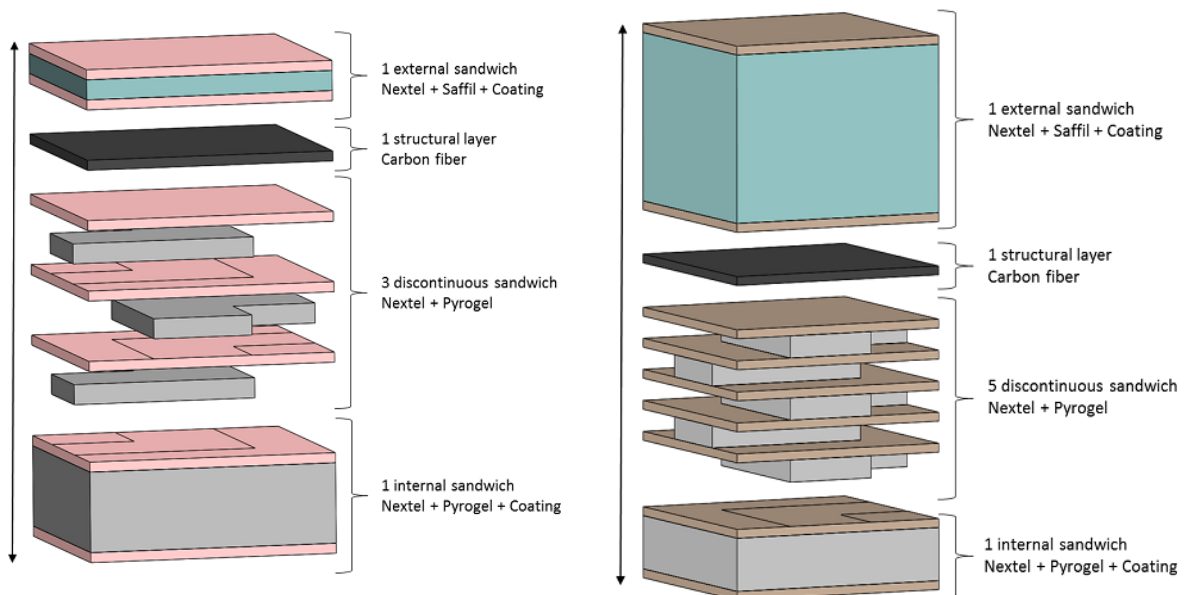 1 external sandwich
Nextel + Saffil + Coating
1 structural layer
Carbon fiber
3 discontinuous sandwich
Nextel + Pyrogel
1 internal sandwich
Nextel + Pyrogel + Coating
1 external sandwich
Nextel + Saffil + Coating
1 structural layer
Carbon fiber
5 discontinuous sandwich
Nextel + Pyrogel
1 internal sandwich
Nextel + Pyrogel + Coating